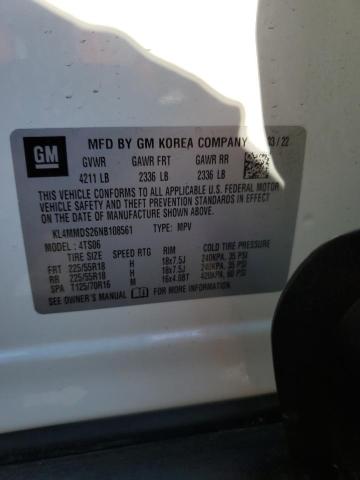 GM
MFD BY GM KOREA COMPANY 03/22
GVWR GAWR FRT GAWR RR
4211 LB 2336 LB 2336 LB
THIS VEHICLE CONFORMS TO ALL APPLICABLE U.S. FEDERAL MOTOR
VEHICLE SAFETY AND THEFT PREVENTION STANDARDS IN EFFECT ON
THE DATE OF MANUFACTURE SHOWN ABOVE.
KL4MMDS26NB108561 TYPE: MPV
MODEL: 4TS06
TIRE SIZE SPEED RTG RIM COLD TIRE PRESSURE
FRT 225/55R18 H 18x7.5J 240KPA, 35 PSI
RR 225/55R18 H 18x7.5J 240KPA, 35 PSI
SPA T125/70R16 M 16x4.0BT 420KPA, 60 PSI
SEE OWNER'S MANUAL FOR MORE INFORMATION.